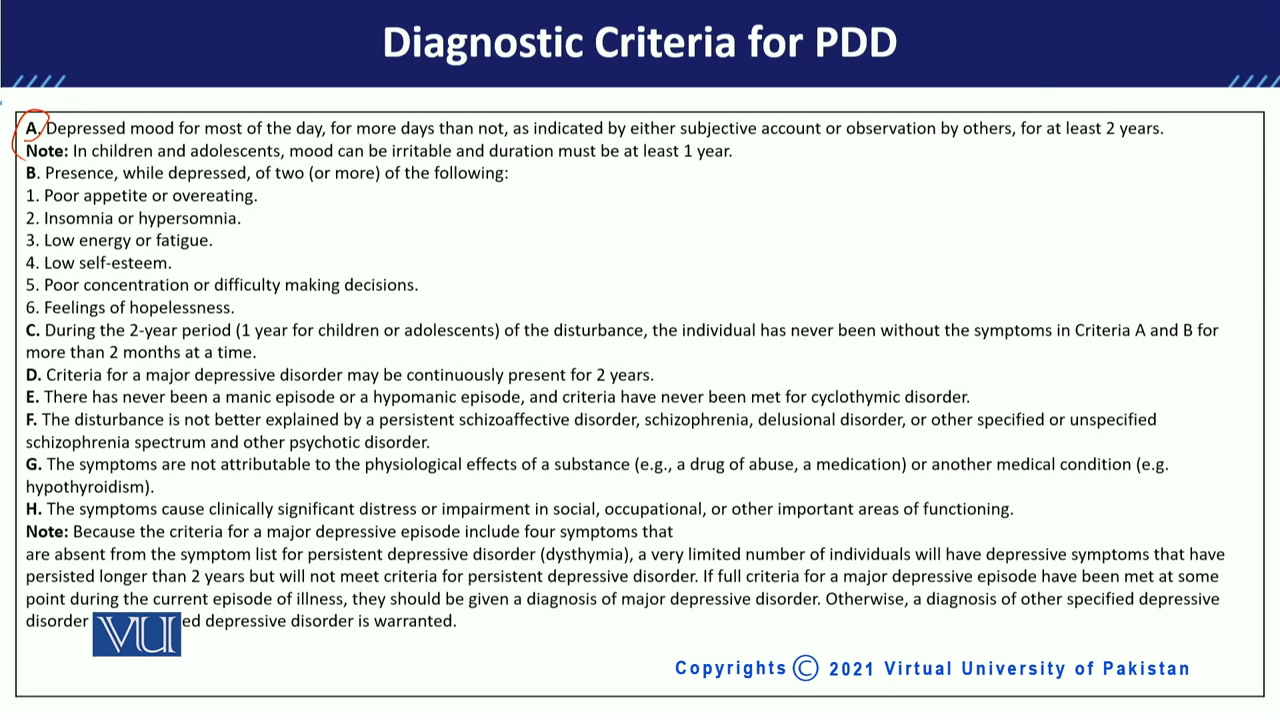 Diagnostic Criteria for PDD
A. Depressed mood for most of the day, for more days than not, as indicated by either subjective account or observation by others, for at least 2 years.
Note: In children and adolescents, mood can be irritable and duration must be at least 1 year.
B. Presence, while depressed, of two (or more) of the following:
1. Poor appetite or overeating.
2. Insomnia or hypersomnia.
3. Low energy or fatigue.
4. Low self-esteem.
5. Poor concentration or difficulty making decisions.
6. Feelings of hopelessness.
C. During the 2-year period (1 year for children or adolescents) of the disturbance, the individual has never been without the symptoms in Criteria A and B for
more than 2 months at a time.
D. Criteria for a major depressive disorder may be continuously present for 2 years.
E. There has never been a manic episode or a hypomanic episode, and criteria have never been met for cyclothymic disorder.
F. The disturbance is not better explained by a persistent schizoaffective disorder, schizophrenia, delusional disorder, or other specified or unspecified
schizophrenia spectrum and other psychotic disorder.
G. The symptoms are not attributable to the physiological effects of a substance (e.g., a drug of abuse, a medication) or another medical condition (e.g.
hypothyroidism).
H. The symptoms cause clinically significant distress or impairment in social, occupational, or other important areas of functioning.
Note: Because the criteria for a major depressive episode include four symptoms that
are absent from the symptom list for persistent depressive disorder (dysthymia), a very limited number of individuals will have depressive symptoms that have
persisted longer than 2 years but will not meet criteria for persistent depressive disorder. If full criteria for a major depressive episode have been met at some
point during the current episode of illness, they should be given a diagnosis of major depressive disorder. Otherwise, a diagnosis of other specified depressive
disorder VU ed depressive disorder is warranted.
Copyrights © 2021 Virtual University of Pakistan